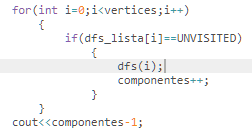 for(int i=0;i<vertices;i++)
{
if(dfs_lista[i]==UNVISITED)
{
dfs(i);
componentes++;
}
}
cout<<componentes-1;